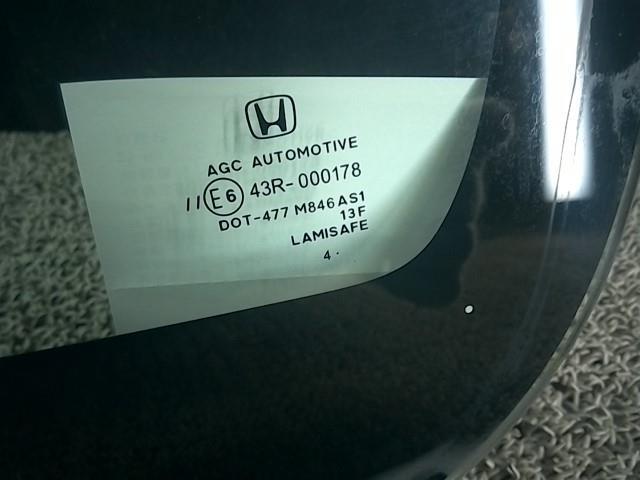 AGC AUTOMOTIVE
II E6 43R-000178
DOT-477 M846 AS1
13F
LAMISAFE
4.